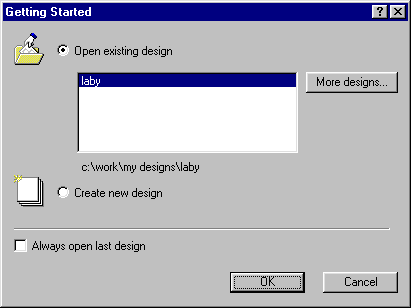 Getting Started
Open existing design
laby
More designs...
c:\work\my designs\laby
Create new design
Always open last design
OK
Cancel